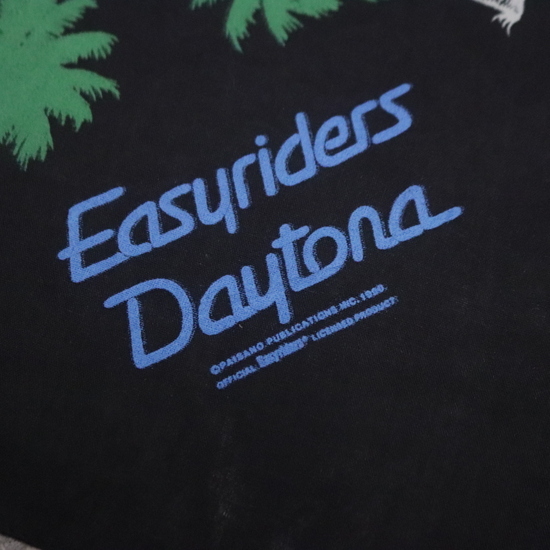 Easyriders
Daytona
©PAISANO PUBLICATIONS INC. 1990.
OFFICIAL Easyriders® LICENSED PRODUCT